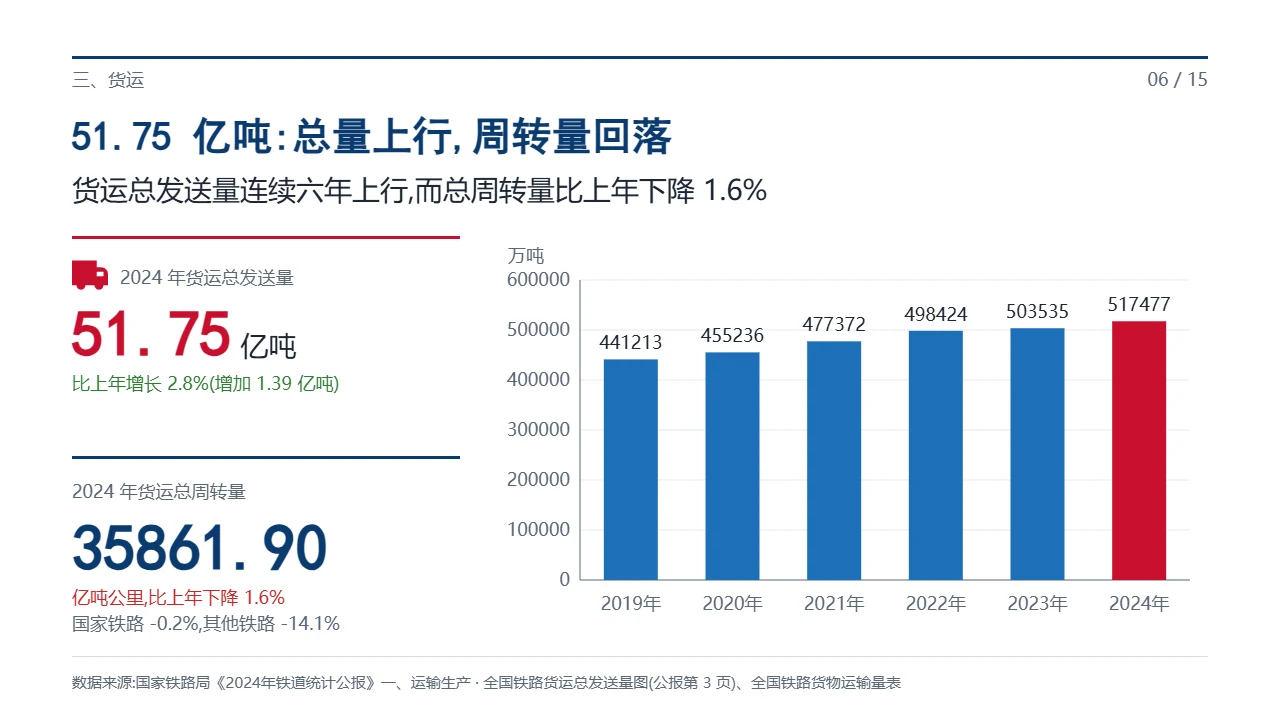 三、货运
06 / 15
51.75 亿吨:总量上行,周转量回落
货运总发送量连续六年上行,而总周转量比上年下降 1.6%
2024 年货运总发送量
51.75 亿吨
比上年增长 2.8%(增加 1.39 亿吨)
2024 年货运总周转量
35861.90
亿吨公里,比上年下降 1.6%
国家铁路 -0.2%,其他铁路 -14.1%
万吨
600000
500000
400000
300000
200000
100000
0
441213
455236
477372
498424
503535
517477
2019年
2020年
2021年
2022年
2023年
2024年
数据来源:国家铁路局《2024年铁道统计公报》一、运输生产 · 全国铁路货运总发送量图(公报第 3 页)、全国铁路货物运输量表